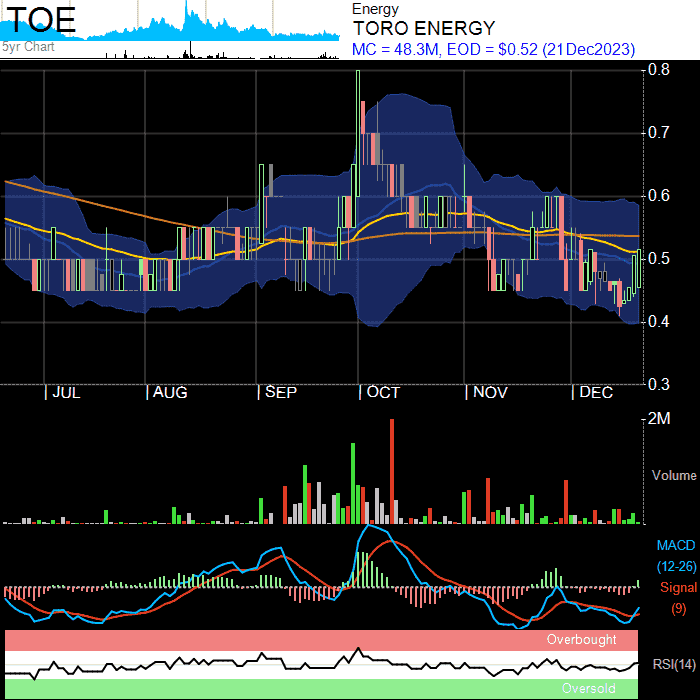 TOE
5yr Chart
Energy
TORO ENERGY
MC = 48.3M, EOD = $0.52 (21Dec2023)
0.8
0.7
0.6
0.5
0.4
0.3
JUL AUG SEP OCT NOV DEC
2M
Volume
MACD
(12-26)
Signal
(9)
Overbought
RSI(14)
Oversold